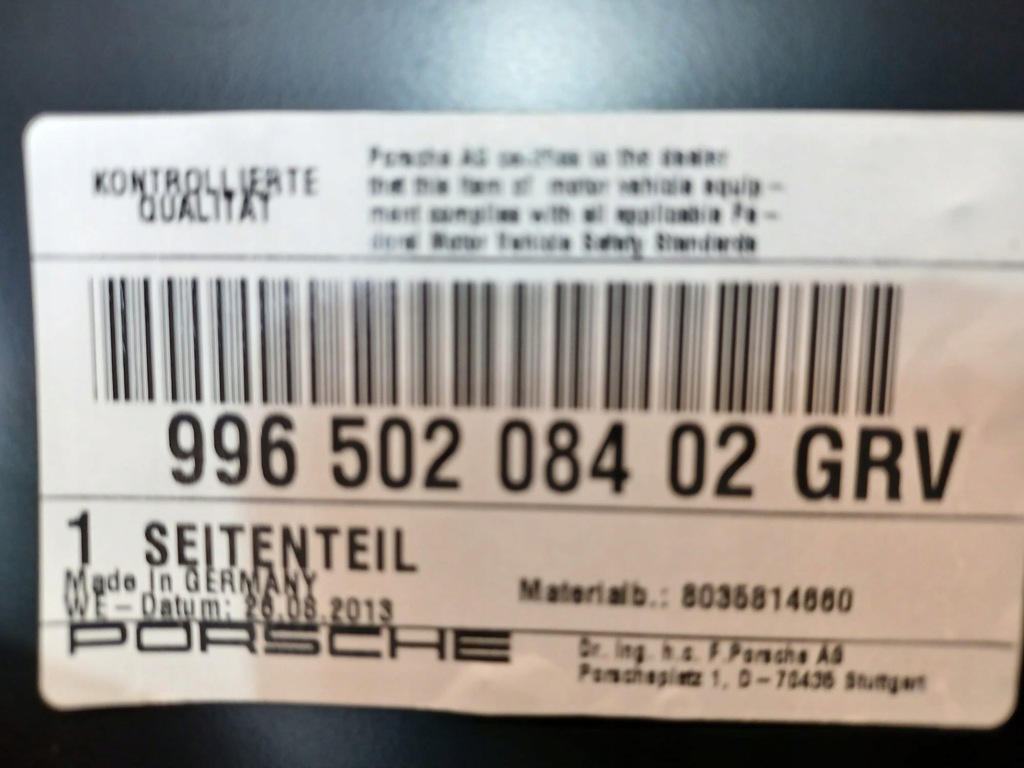 KONTROLLIERTE
QUALITÄT
Porsche AG to the dealer
that this item of motor vehicle equip-
ment complies with all applicable Fe-
deral Motor Vehicle Safety Standards
996 502 084 02 GRV
1 SEITENTEIL
Made in GERMANY
WE-Datum: 26.08.2013
Materialb.: 8035814660
PORSCHE
Dr. Ing. h.c. F.Porsche AG
Porscheplatz 1, D-70435 Stuttgart